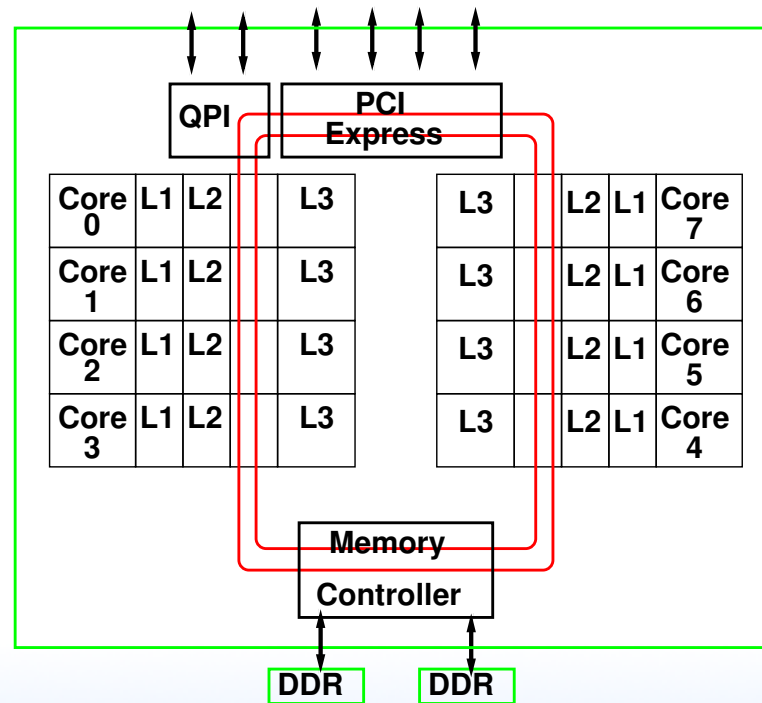 QPI
PCI
Express
Core L1 L2 L3 L3 L2 L1 Core
0 7
Core L1 L2 L3 L3 L2 L1 Core
1 6
Core L1 L2 L3 L3 L2 L1 Core
2 5
Core L1 L2 L3 L3 L2 L1 Core
3 4
Memory
Controller
DDR DDR